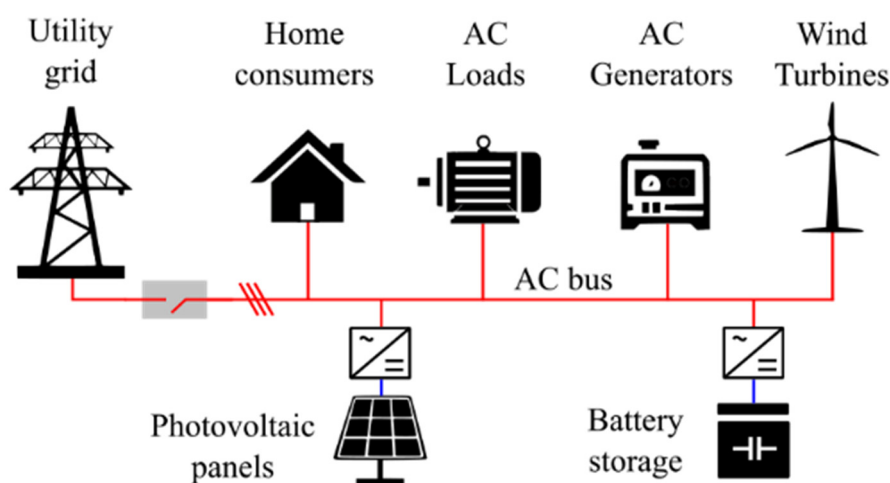 Utility
grid
Home
consumers
AC
Loads
AC
Generators
Wind
Turbines
AC bus
Photovoltaic
panels
Battery
storage